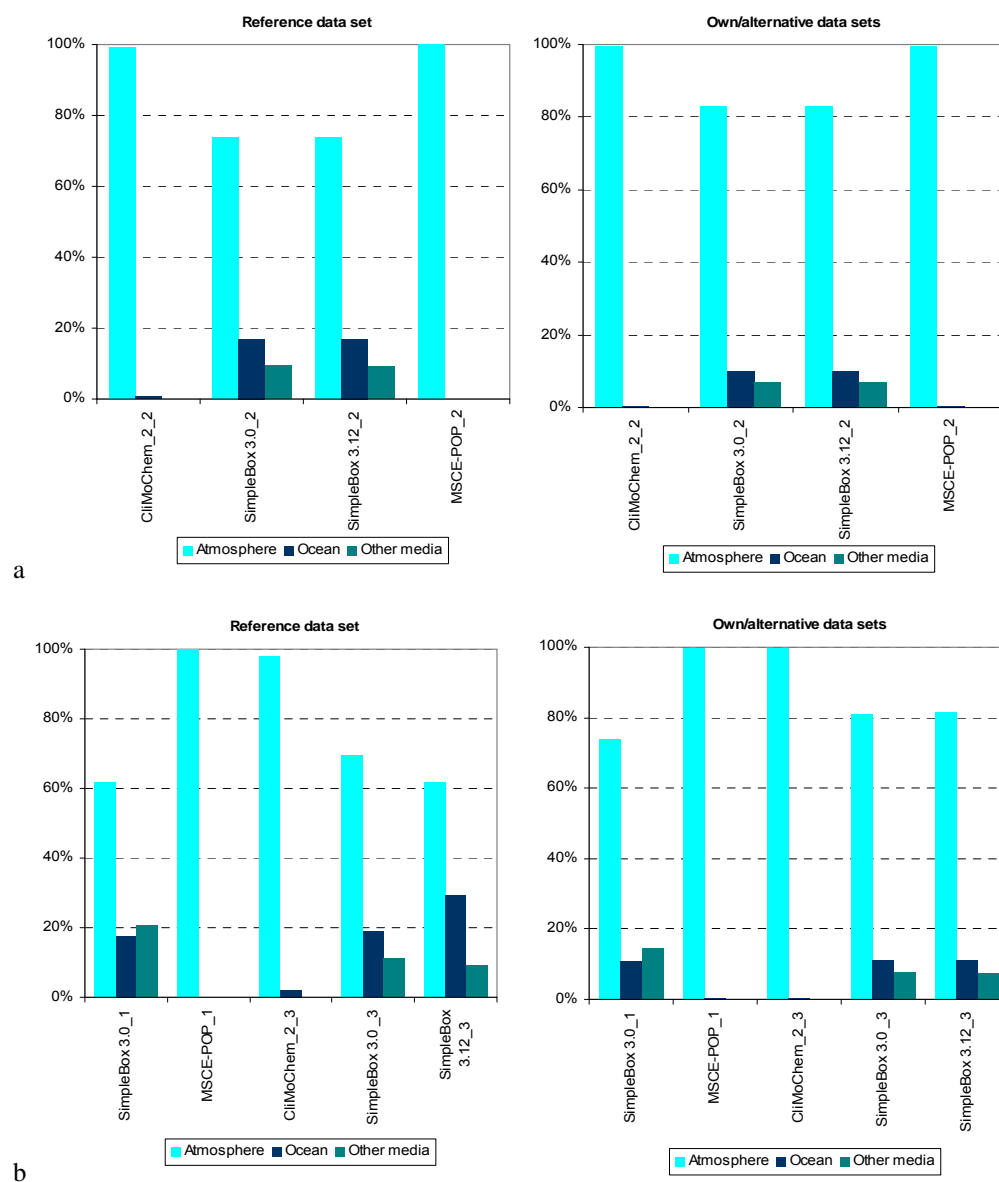 Reference data set
100%
80%
60%
40%
20%
0%
CliMoChem_2_2
SimpleBox 3.0_2
SimpleBox 3.12_2
MSCE-POP_2
Atmosphere Ocean Other media
Own/alternative data sets
100%
80%
60%
40%
20%
0%
CliMoChem_2_2
SimpleBox 3.0_2
SimpleBox 3.12_2
MSCE-POP_2
Atmosphere Ocean Other media
a
Reference data set
100%
80%
60%
40%
20%
0%
SimpleBox 3.0_1
MSCE-POP_1
CliMoChem_2_3
SimpleBox 3.0 _3
SimpleBox
3.12_3
Atmosphere Ocean Other media
Own/alternative data sets
100%
80%
60%
40%
20%
0%
SimpleBox 3.0_1
MSCE-POP_1
CliMoChem_2_3
SimpleBox 3.0 _3
SimpleBox 3.12_3
Atmosphere Ocean Other media
b